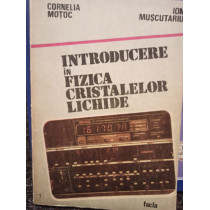 CORNELIA
MOTOC
ION
MUSCUTARIU
INTRODUCERE
în
FIZICA
CRISTALELOR
LICHIDE
facla